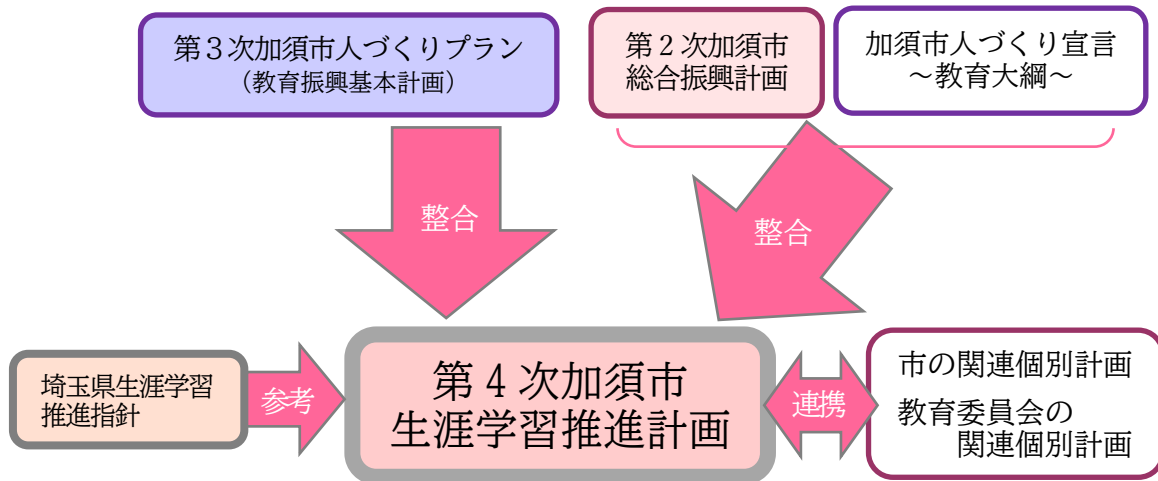 第３次加須市人づくりプラン
（教育振興基本計画）
第２次加須市
総合振興計画
加須市人づくり宣言
～教育大綱～
整合
整合
埼玉県生涯学習
推進指針
参考
第４次加須市
生涯学習推進計画
連携
市の関連個別計画
教育委員会の
関連個別計画